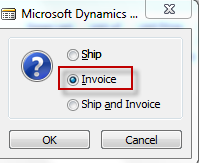 Microsoft Dynamics ...
Ship
Invoice
Ship and Invoice
OK
Cancel